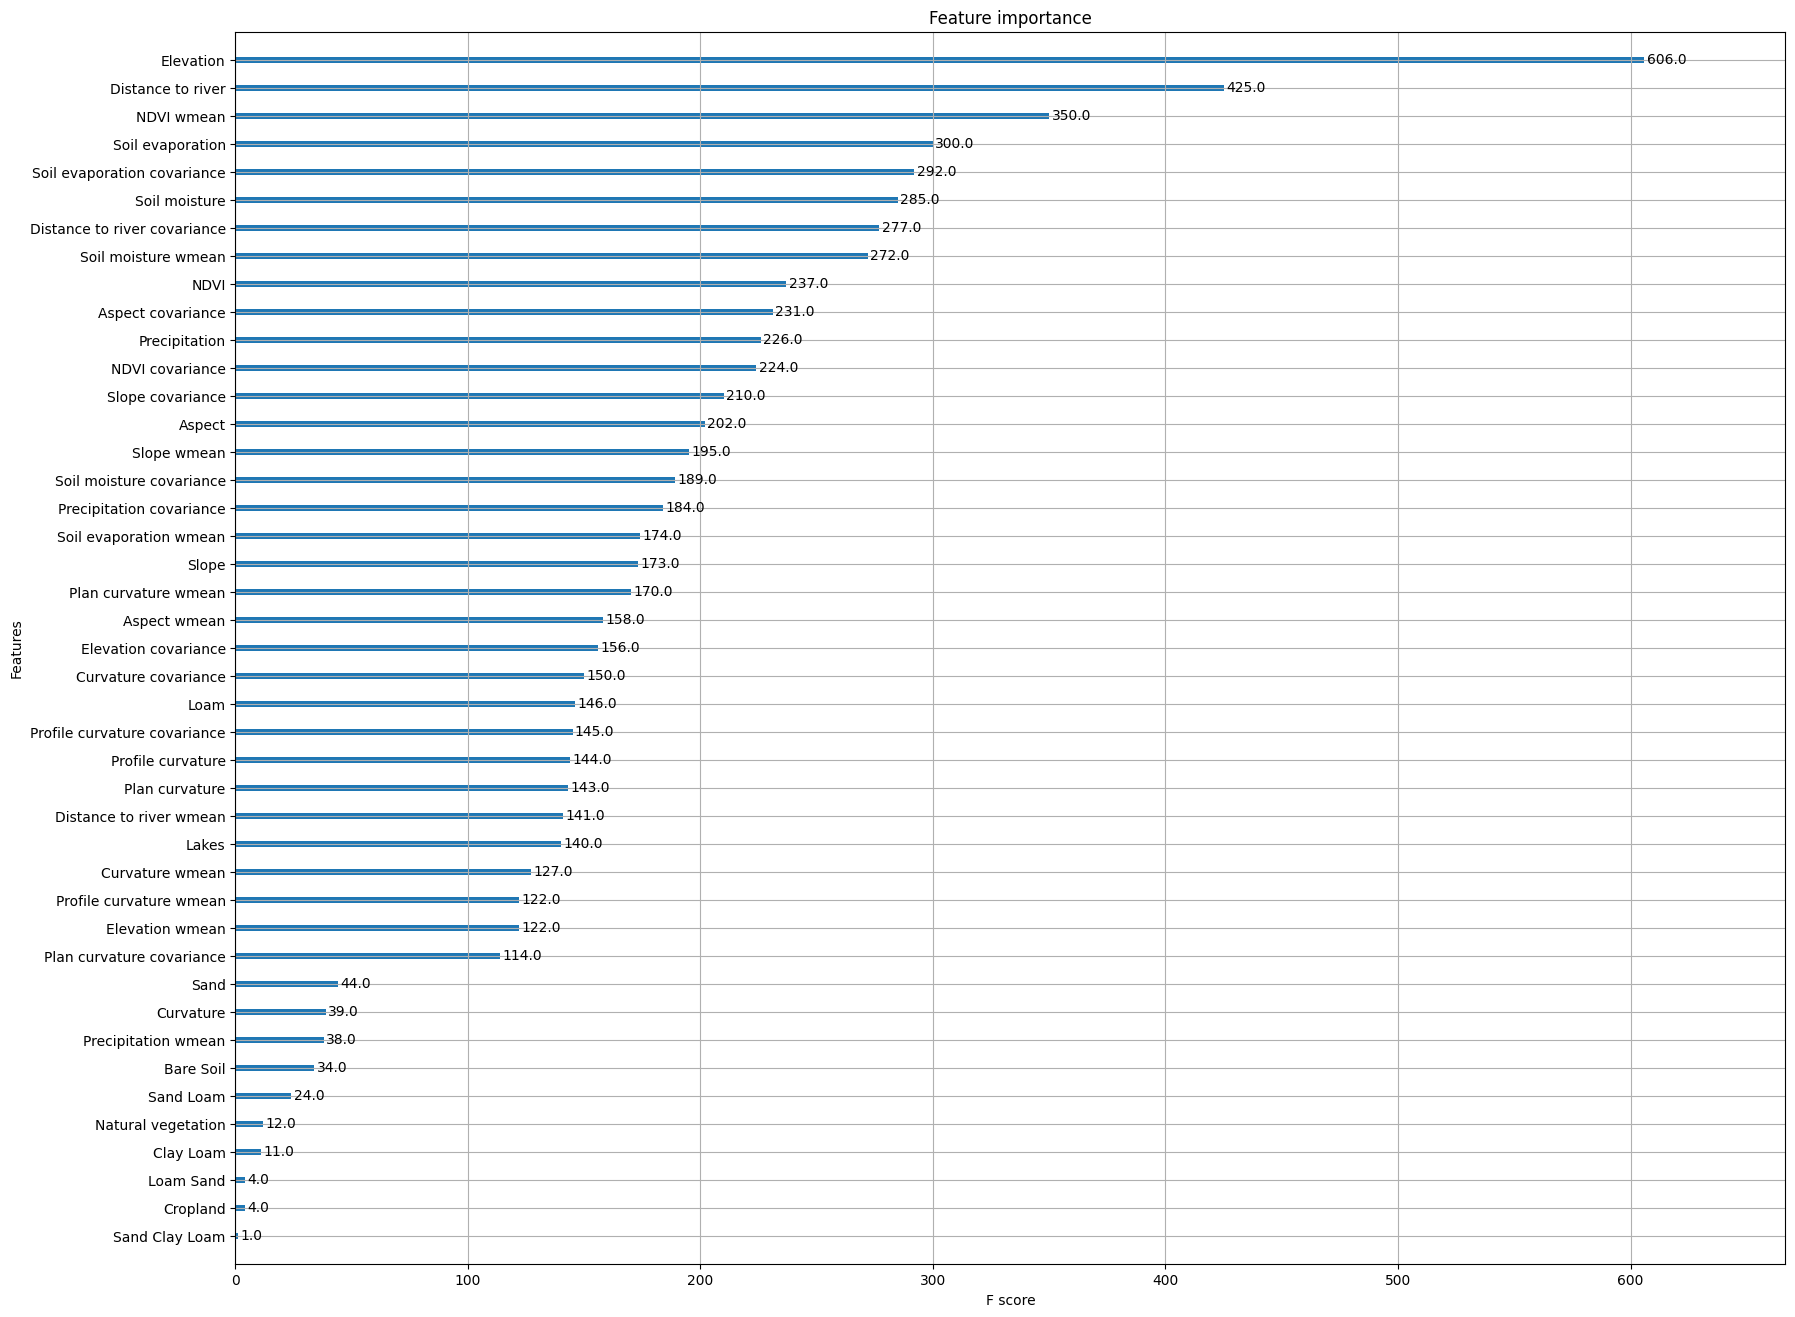 Feature importance
Elevation 606.0
Distance to river 425.0
NDVI wmean 350.0
Soil evaporation 300.0
Soil evaporation covariance 292.0
Soil moisture 285.0
Distance to river covariance 277.0
Soil moisture wmean 272.0
NDVI 237.0
Aspect covariance 231.0
Precipitation 226.0
NDVI covariance 224.0
Slope covariance 210.0
Aspect 202.0
Slope wmean 195.0
Soil moisture covariance 189.0
Precipitation covariance 184.0
Soil evaporation wmean 174.0
Slope 173.0
Plan curvature wmean 170.0
Aspect wmean 158.0
Elevation covariance 156.0
Curvature covariance 150.0
Loam 146.0
Profile curvature covariance 145.0
Profile curvature 144.0
Plan curvature 143.0
Distance to river wmean 141.0
Lakes 140.0
Curvature wmean 127.0
Profile curvature wmean 122.0
Elevation wmean 122.0
Plan curvature covariance 114.0
Sand 44.0
Curvature 39.0
Precipitation wmean 38.0
Bare Soil 34.0
Sand Loam 24.0
Natural vegetation 12.0
Clay Loam 11.0
Loam Sand 4.0
Cropland 4.0
Sand Clay Loam 1.0
Features
0 100 200 300 400 500 600
F score